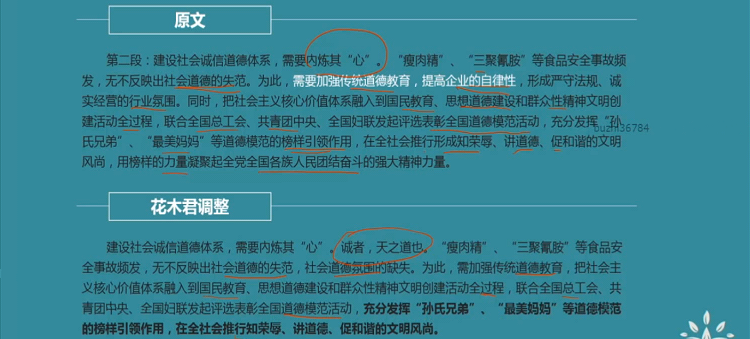 原文
第二段：建设社会诚信道德体系，需要内炼其“心”。“瘦肉精”、“三聚氰胺”等食品安全事故频
发，无不反映出社会道德的失范。为此，需要加强传统道德教育，提高企业的自律性，形成严守法规、诚
实经营的行业氛围。同时，把社会主义核心价值体系融入到国民教育、思想道德建设和群众性精神文明创
建活动全过程，联合全国总工会、共青团中央、全国妇联发起评选表彰全国道德模范活动，充分发挥“孙
氏兄弟”、“最美妈妈”等道德模范的榜样引领作用，在全社会推行形成知荣辱、讲道德、促和谐的文明
风尚，用榜样的力量凝聚起全党全国各族人民团结奋斗的强大精神力量。
花木君调整
建设社会诚信道德体系，需要内炼其“心”。诚者，天之道也。“瘦肉精”、“三聚氰胺”等食品安
全事故频发，无不反映出社会道德的失范，社会道德氛围的缺失。为此，需加强传统道德教育，把社会主
义核心价值体系融入到国民教育、思想道德建设和群众性精神文明创建活动全过程，联合全国总工会、共
青团中央、全国妇联发起评选表彰全国道德模范活动，充分发挥“孙氏兄弟”、“最美妈妈”等道德模范
的榜样引领作用，在全社会推行知荣辱、讲道德、促和谐的文明风尚。